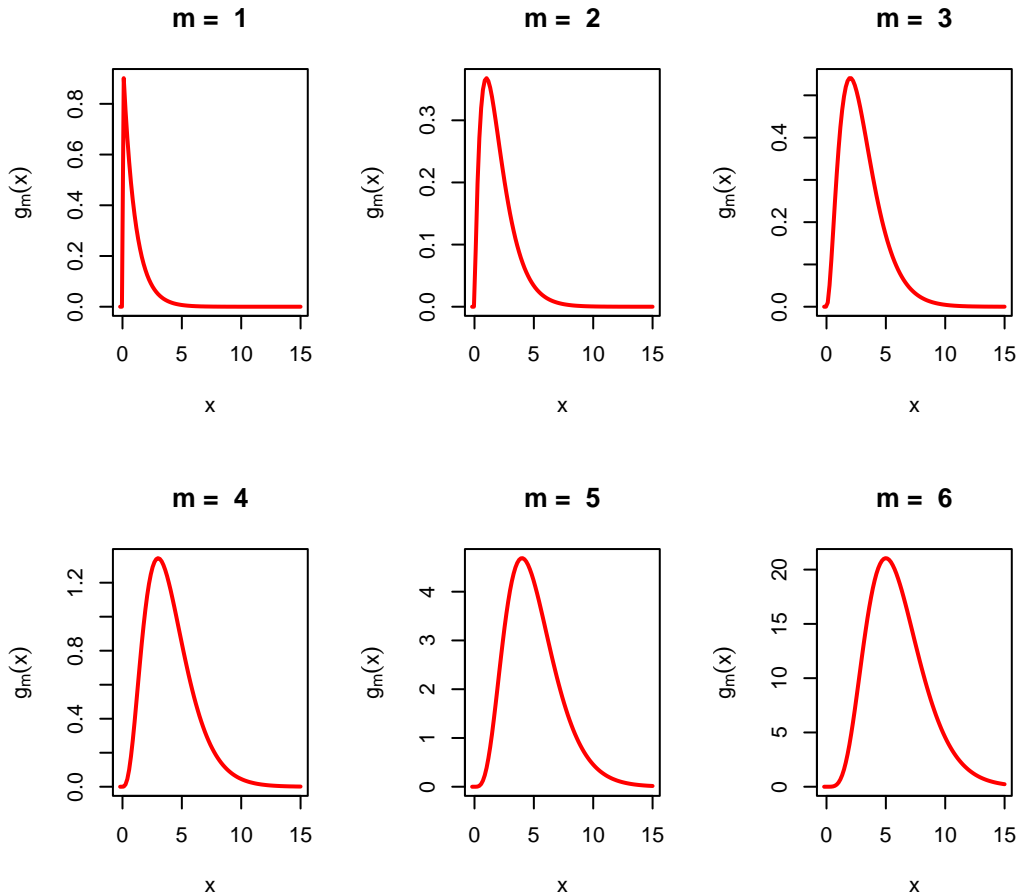 m = 1
0.0 0.2 0.4 0.6 0.8
gm(x)
0 5 10 15
x
m = 2
0.0 0.1 0.2 0.3
gm(x)
0 5 10 15
x
m = 3
0.0 0.2 0.4
gm(x)
0 5 10 15
x
m = 4
0.0 0.4 0.8 1.2
gm(x)
0 5 10 15
x
m = 5
0 1 2 3 4
gm(x)
0 5 10 15
x
m = 6
0 5 10 15 20
gm(x)
0 5 10 15
x